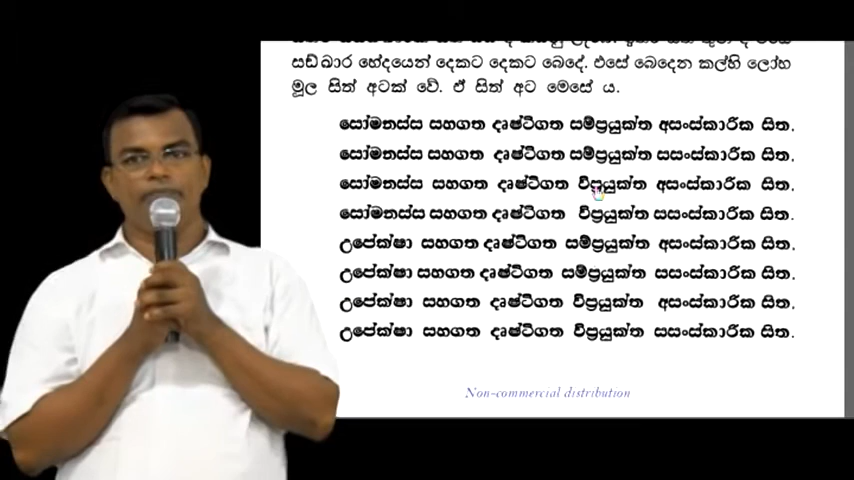 සඞ්ඛාර භේදයෙන් දෙකට දෙකට බෙදේ. එසේ බෙදෙන කල්හි ලෝභ
මූල සිත් අටක් වේ. ඒ සිත් අට මෙසේ ය.
සෝමනස්ස සහගත දෘෂ්ටිගත සම්ප්‍රයුක්ත අසංස්කාරික සිත.
සෝමනස්ස සහගත දෘෂ්ටිගත සම්ප්‍රයුක්ත සසංස්කාරික සිත.
සෝමනස්ස සහගත දෘෂ්ටිගත විප්‍රයුක්ත අසංස්කාරික සිත.
සෝමනස්ස සහගත දෘෂ්ටිගත විප්‍රයුක්ත සසංස්කාරික සිත.
උපේක්ෂා සහගත දෘෂ්ටිගත සම්ප්‍රයුක්ත අසංස්කාරික සිත.
උපේක්ෂා සහගත දෘෂ්ටිගත සම්ප්‍රයුක්ත සසංස්කාරික සිත.
උපේක්ෂා සහගත දෘෂ්ටිගත විප්‍රයුක්ත අසංස්කාරික සිත.
උපේක්ෂා සහගත දෘෂ්ටිගත විප්‍රයුක්ත සසංස්කාරික සිත.
Non-commercial distribution